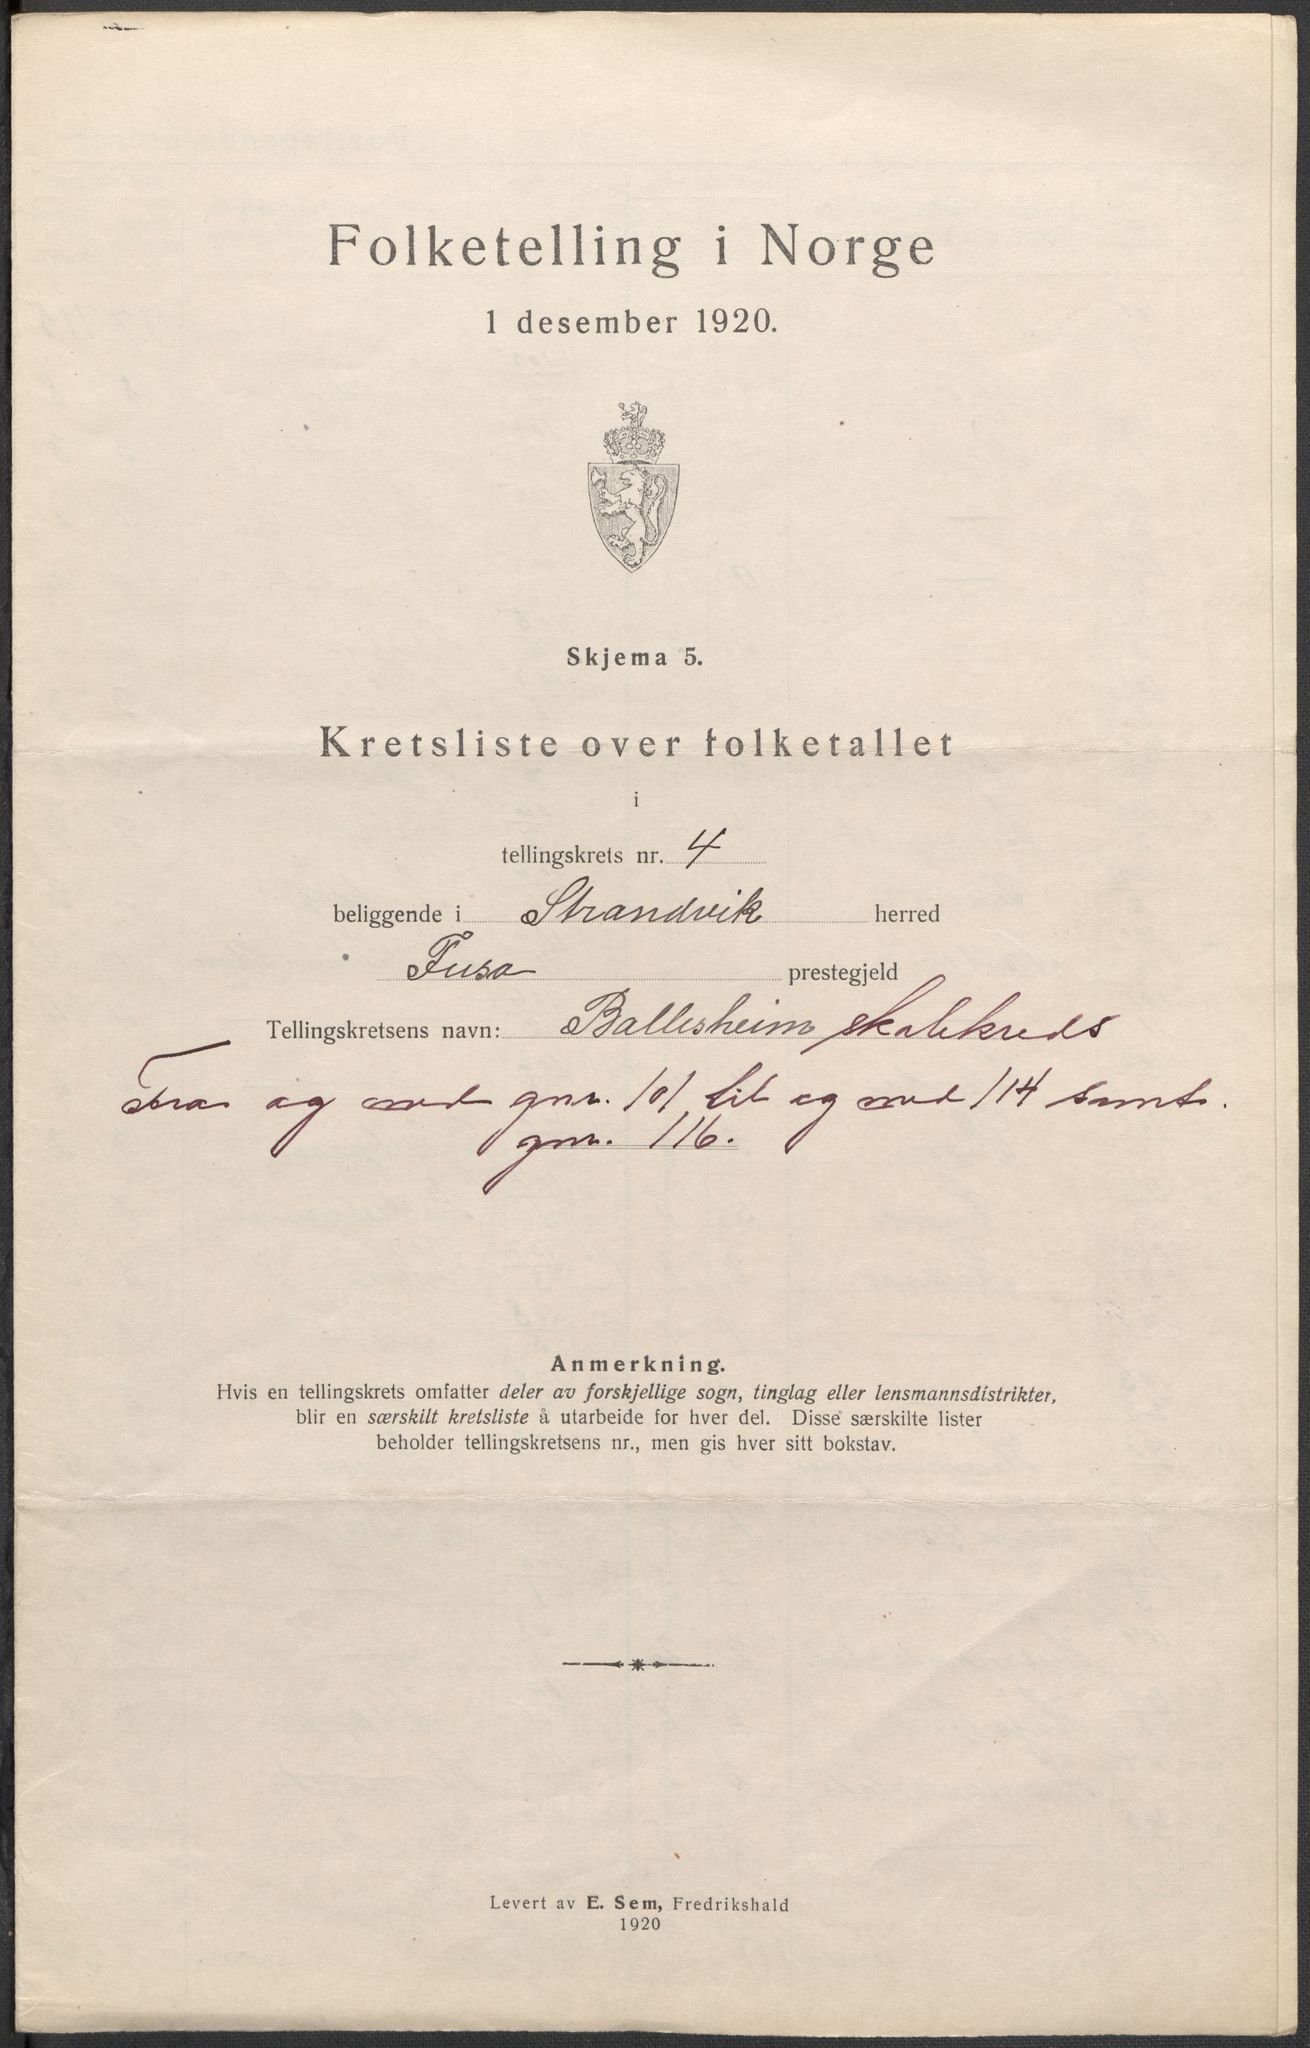 Folketelling i Norge
1 desember 1920.
Skjema 5.
Kretsliste over folketallet
i
tellingskrets nr. 4
beliggende i Strandvik herred
Fusa prestegjeld
Tellingskretsens navn: Ballesheim skolekreds
Fra og med gnr. 101 til og med 114 samt.
gnr. 116.
Anmerkning.
Hvis en tellingskrets omfatter deler av forskjellige sogn, tinglag eller lensmannsdistrikter,
blir en særskilt kretsliste å utarbeide for hver del. Disse særskilte lister
beholder tellingskretsens nr., men gis hver sitt bokstav.
Levert av E. Sem, Fredrikshald
1920